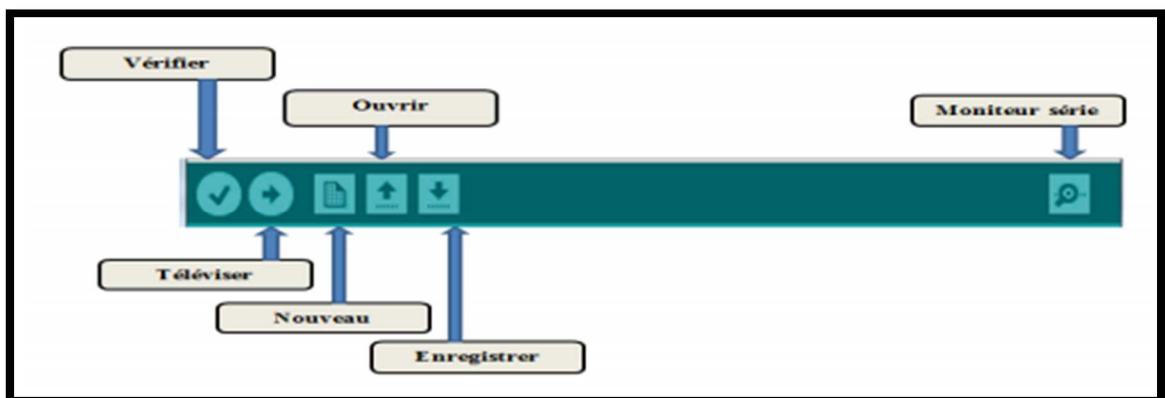 Vérifier
Ouvrir
Moniteur série
Téléviser
Nouveau
Enregistrer